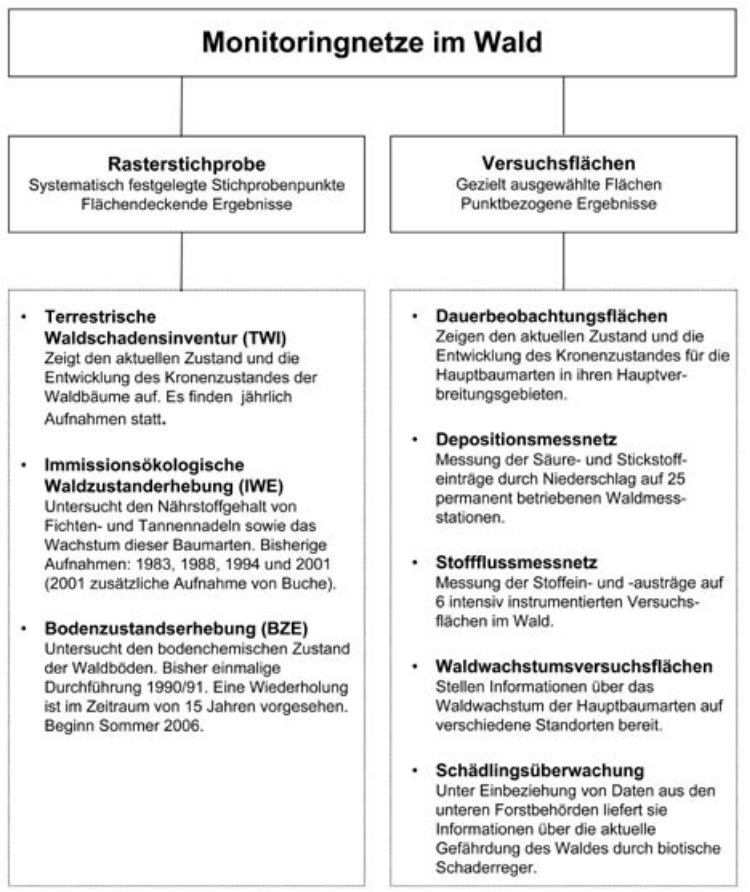 Monitoringnetze im Wald
Rasterstichprobe
Systematisch festgelegte Stichprobenpunkte
Flächendeckende Ergebnisse
Versuchsflächen
Gezielt ausgewählte Flächen
Punktbezogene Ergebnisse
• Terrestrische
Waldschadensinventur (TWI)
Zeigt den aktuellen Zustand und die
Entwicklung des Kronenzustandes der
Waldbäume auf. Es finden jährlich
Aufnahmen statt.
• Immissionsökologische
Waldzustanderhebung (IWE)
Untersucht den Nährstoffgehalt von
Fichten- und Tannennadeln sowie das
Wachstum dieser Baumarten. Bisherige
Aufnahmen: 1983, 1988, 1994 und 2001
(2001 zusätzliche Aufnahme von Buche).
• Bodenzustandserhebung (BZE)
Untersucht den bodenchemischen Zustand
der Waldböden. Bisher einmalige
Durchführung 1990/91. Eine Wiederholung
ist im Zeitraum von 15 Jahren vorgesehen.
Beginn Sommer 2006.
• Dauerbeobachtungsflächen
Zeigen den aktuellen Zustand und die
Entwicklung des Kronenzustandes für die
Hauptbaumarten in ihren Hauptver-
breitungsgebieten.
• Depositionsmessnetz
Messung der Säure- und Stickstoff-
einträge durch Niederschlag auf 25
permanent betriebenen Waldmess-
stationen.
• Stoffflussmessnetz
Messung der Stoffein- und -austräge auf
6 intensiv instrumentierten Versuchs-
flächen im Wald.
• Waldwachstumsversuchsflächen
Stellen Informationen über das
Waldwachstum der Hauptbaumarten auf
verschiedene Standorten bereit.
• Schädlingsüberwachung
Unter Einbeziehung von Daten aus den
unteren Forstbehörden liefert sie
Informationen über die aktuelle
Gefährdung des Waldes durch biotische
Schaderreger.